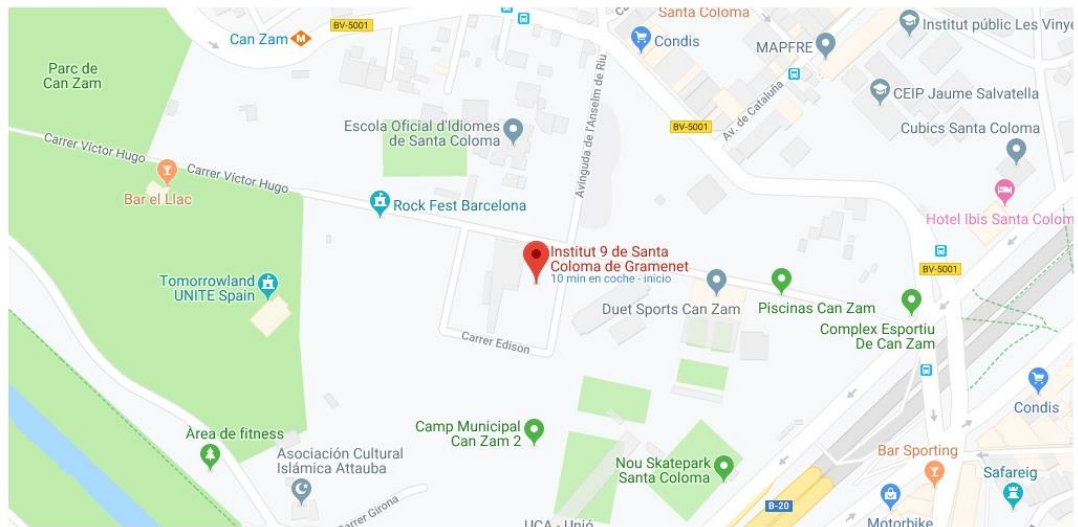 BV-5001
Santa Coloma
Can Zam
M
Condis
MAPFRE
Institut públic Les Vinye
Parc de
Can Zam
CEIP Jaume Salvatella
Av. de Cataluña
Escola Oficial d'Idiomes
de Santa Coloma
BV-5001
Cubics Santa Coloma
Avinguda de l'Anselm de Riu
Carrer Víctor Hugo
Carrer Víctor Hugo
Bar el Llac
Rock Fest Barcelona
Hotel Ibis Santa Colom
Institut 9 de Santa
Coloma de Gramenet
10 min en coche - inicio
BV-5001
Tomorrowland
UNITE Spain
Duet Sports Can Zam
Piscinas Can Zam
Complex Esportiu
De Can Zam
Carrer Edison
Condis
Camp Municipal
Can Zam 2
Àrea de fitness
Asociación Cultural
Islámica Attauba
Bar Sporting
Nou Skatepark
Santa Coloma
Safareig
Carrer Girona
B-20
UCA - Unió
Motorbike